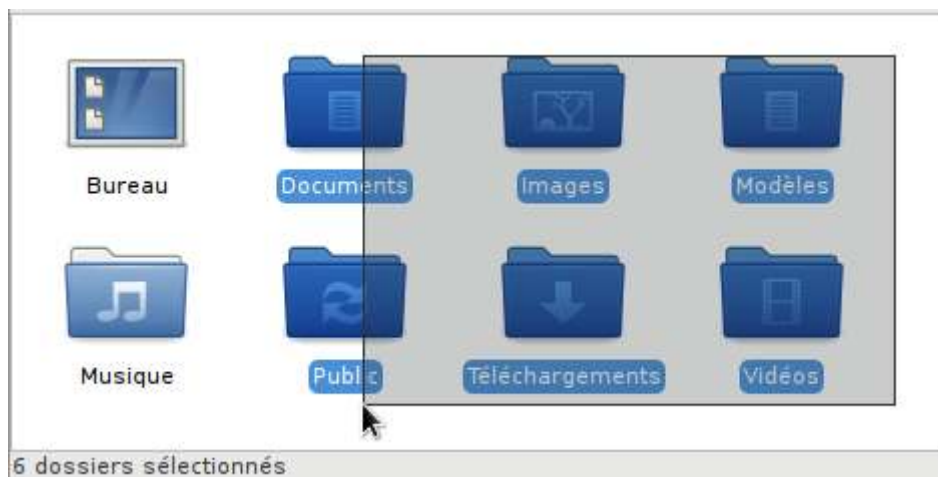 Bureau Documents Images Modèles
Musique Public Téléchargements Vidéos
6 dossiers sélectionnés